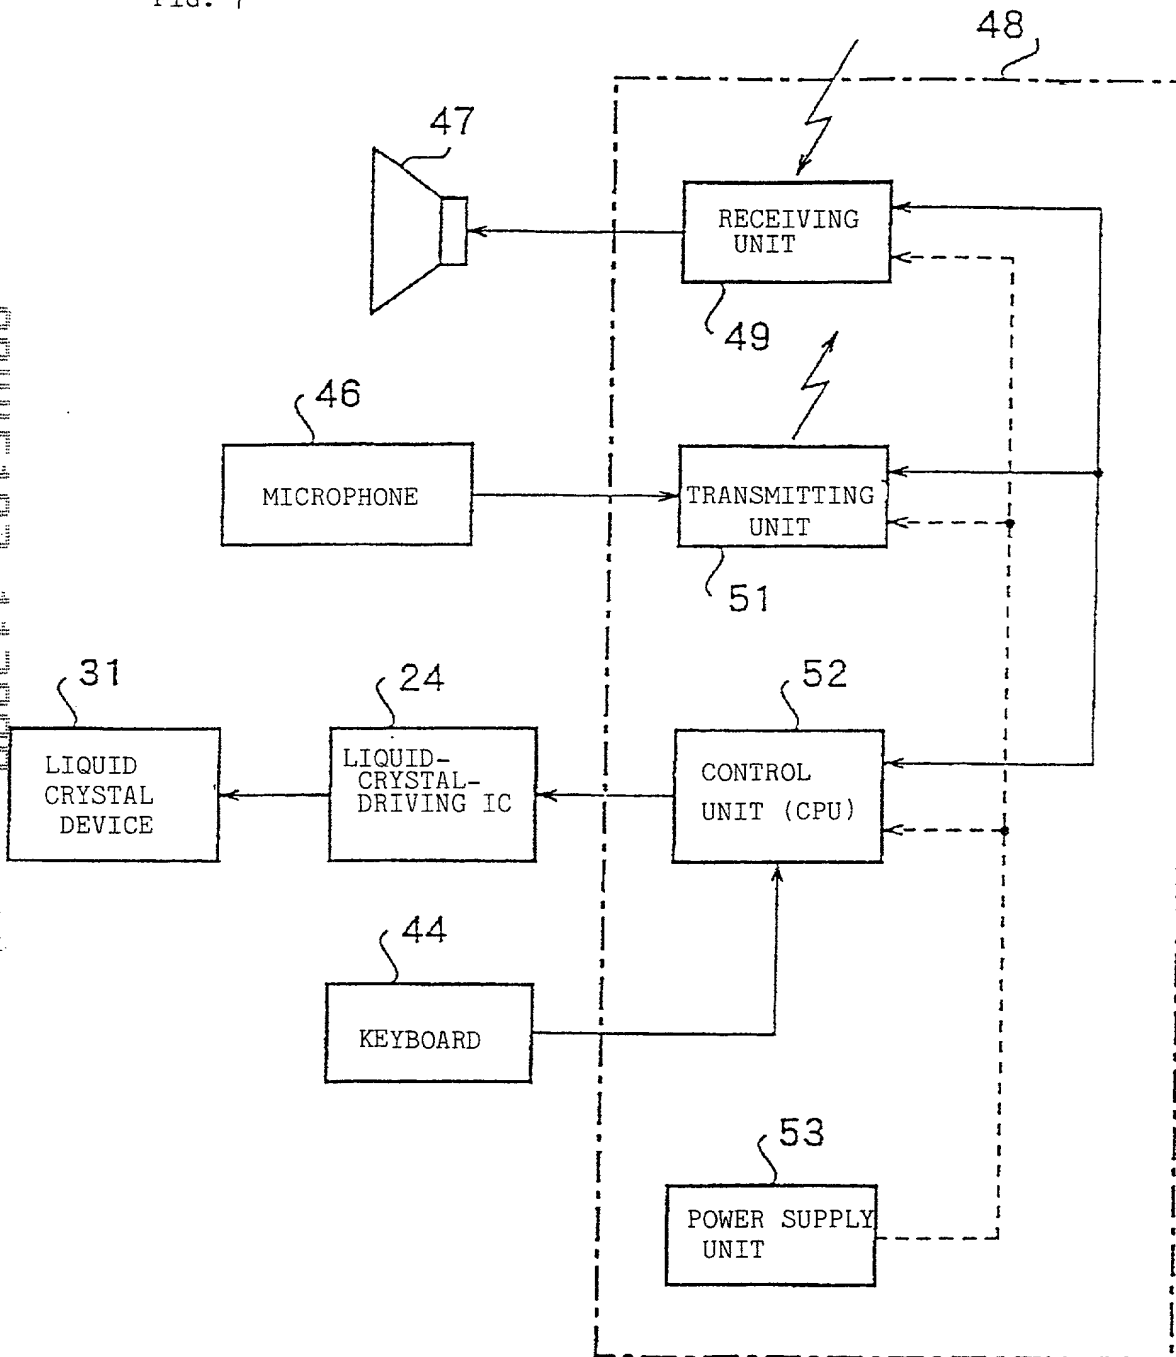 48
47
RECEIVING
UNIT
49
46
MICROPHONE
TRANSMITTING
UNIT
51
31
24
52
LIQUID
CRYSTAL
DEVICE
LIQUID-
CRYSTAL-
DRIVING IC
CONTROL
UNIT (CPU)
44
KEYBOARD
53
POWER SUPPLY
UNIT